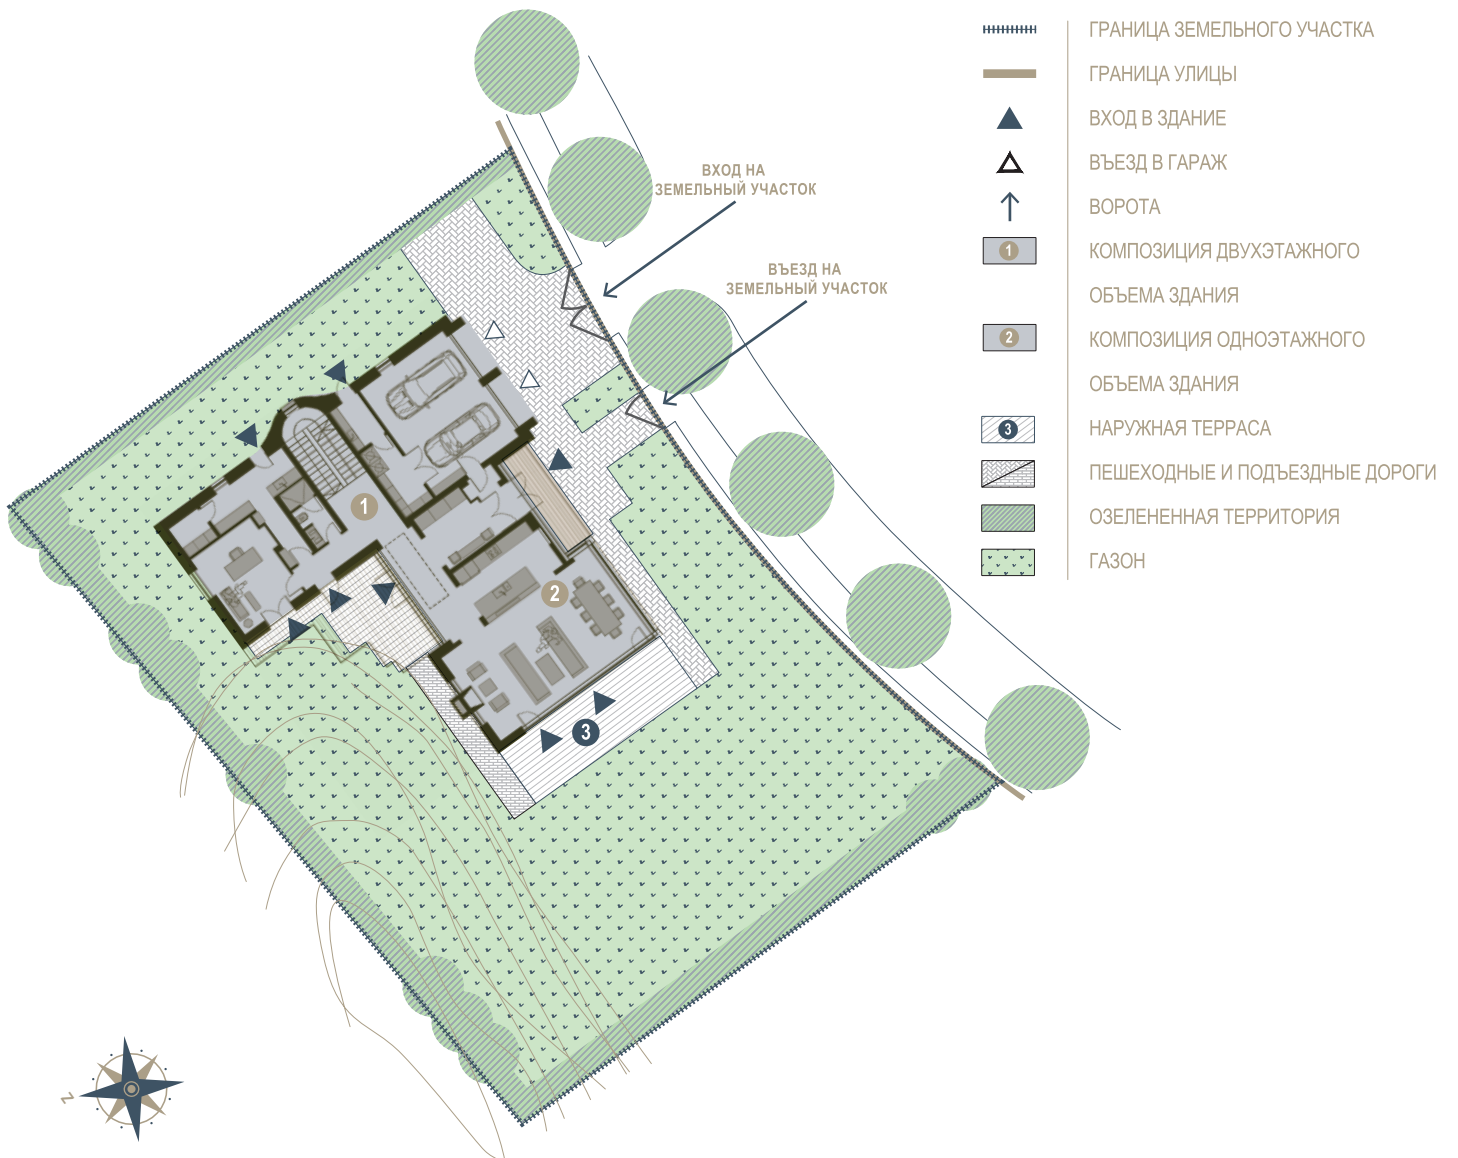 ГРАНИЦА ЗЕМЕЛЬНОГО УЧАСТКА
ГРАНИЦА УЛИЦЫ
ВХОД В ЗДАНИЕ
ВЪЕЗД В ГАРАЖ
ВОРОТА
1 КОМПОЗИЦИЯ ДВУХЭТАЖНОГО
ОБЪЕМА ЗДАНИЯ
2 КОМПОЗИЦИЯ ОДНОЭТАЖНОГО
ОБЪЕМА ЗДАНИЯ
3 НАРУЖНАЯ ТЕРРАСА
ПЕШЕХОДНЫЕ И ПОДЪЕЗДНЫЕ ДОРОГИ
ОЗЕЛЕНЕННАЯ ТЕРРИТОРИЯ
ГАЗОН
ВХОД НА
ЗЕМЕЛЬНЫЙ УЧАСТОК
ВЪЕЗД НА
ЗЕМЕЛЬНЫЙ УЧАСТОК
1
2
3
N